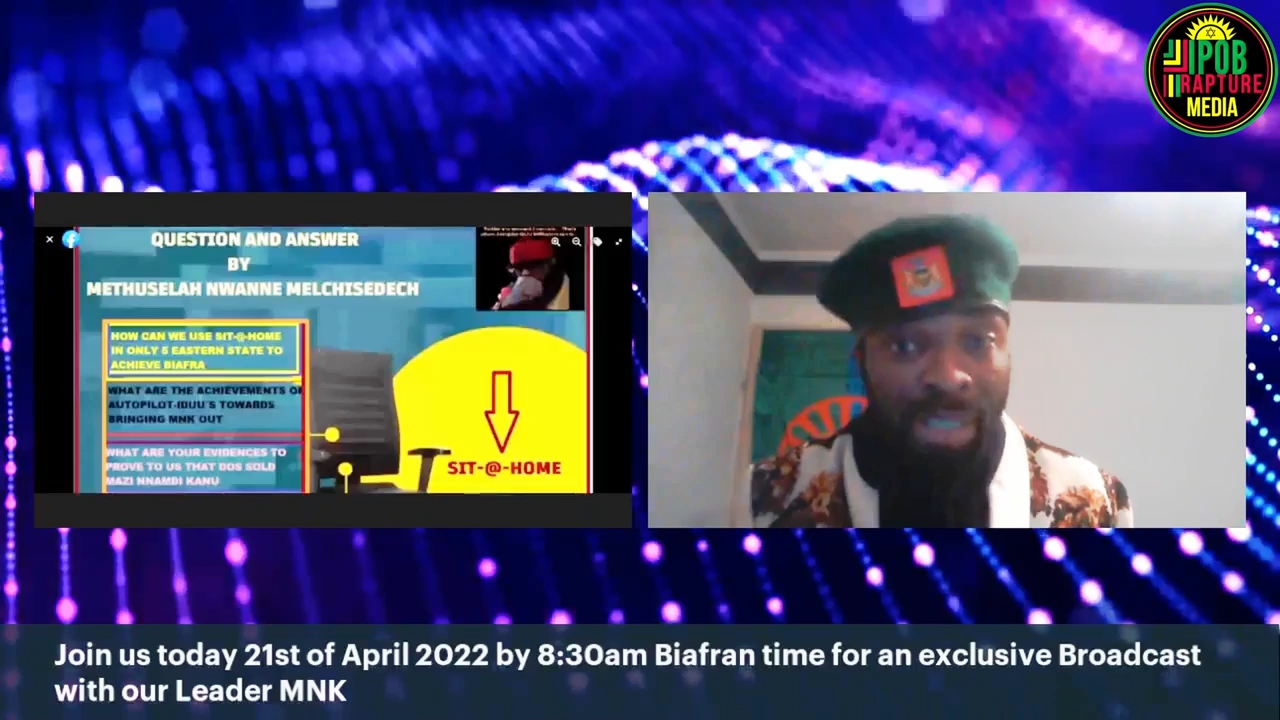 IPOB
RAPTURE
MEDIA
QUESTION AND ANSWER
BY
METHUSELAH NWANNE MELCHISEDECH
HOW CAN WE USE SIT-@-HOME
IN ONLY 5 EASTERN STATE TO
ACHIEVE BIAFRA
WHAT ARE THE ACHIEVEMENTS OF
TOWARDS
BRINGING MNK OUT
WHAT ARE YOUR EVIDENCES TO
PROVE TO US THAT DOS SOLD
MAZI NNAMDI KANU
SIT-@-HOME
Join us today 21st of April 2022 by 8:30am Biafran time for an exclusive Broadcast
with our Leader MNK